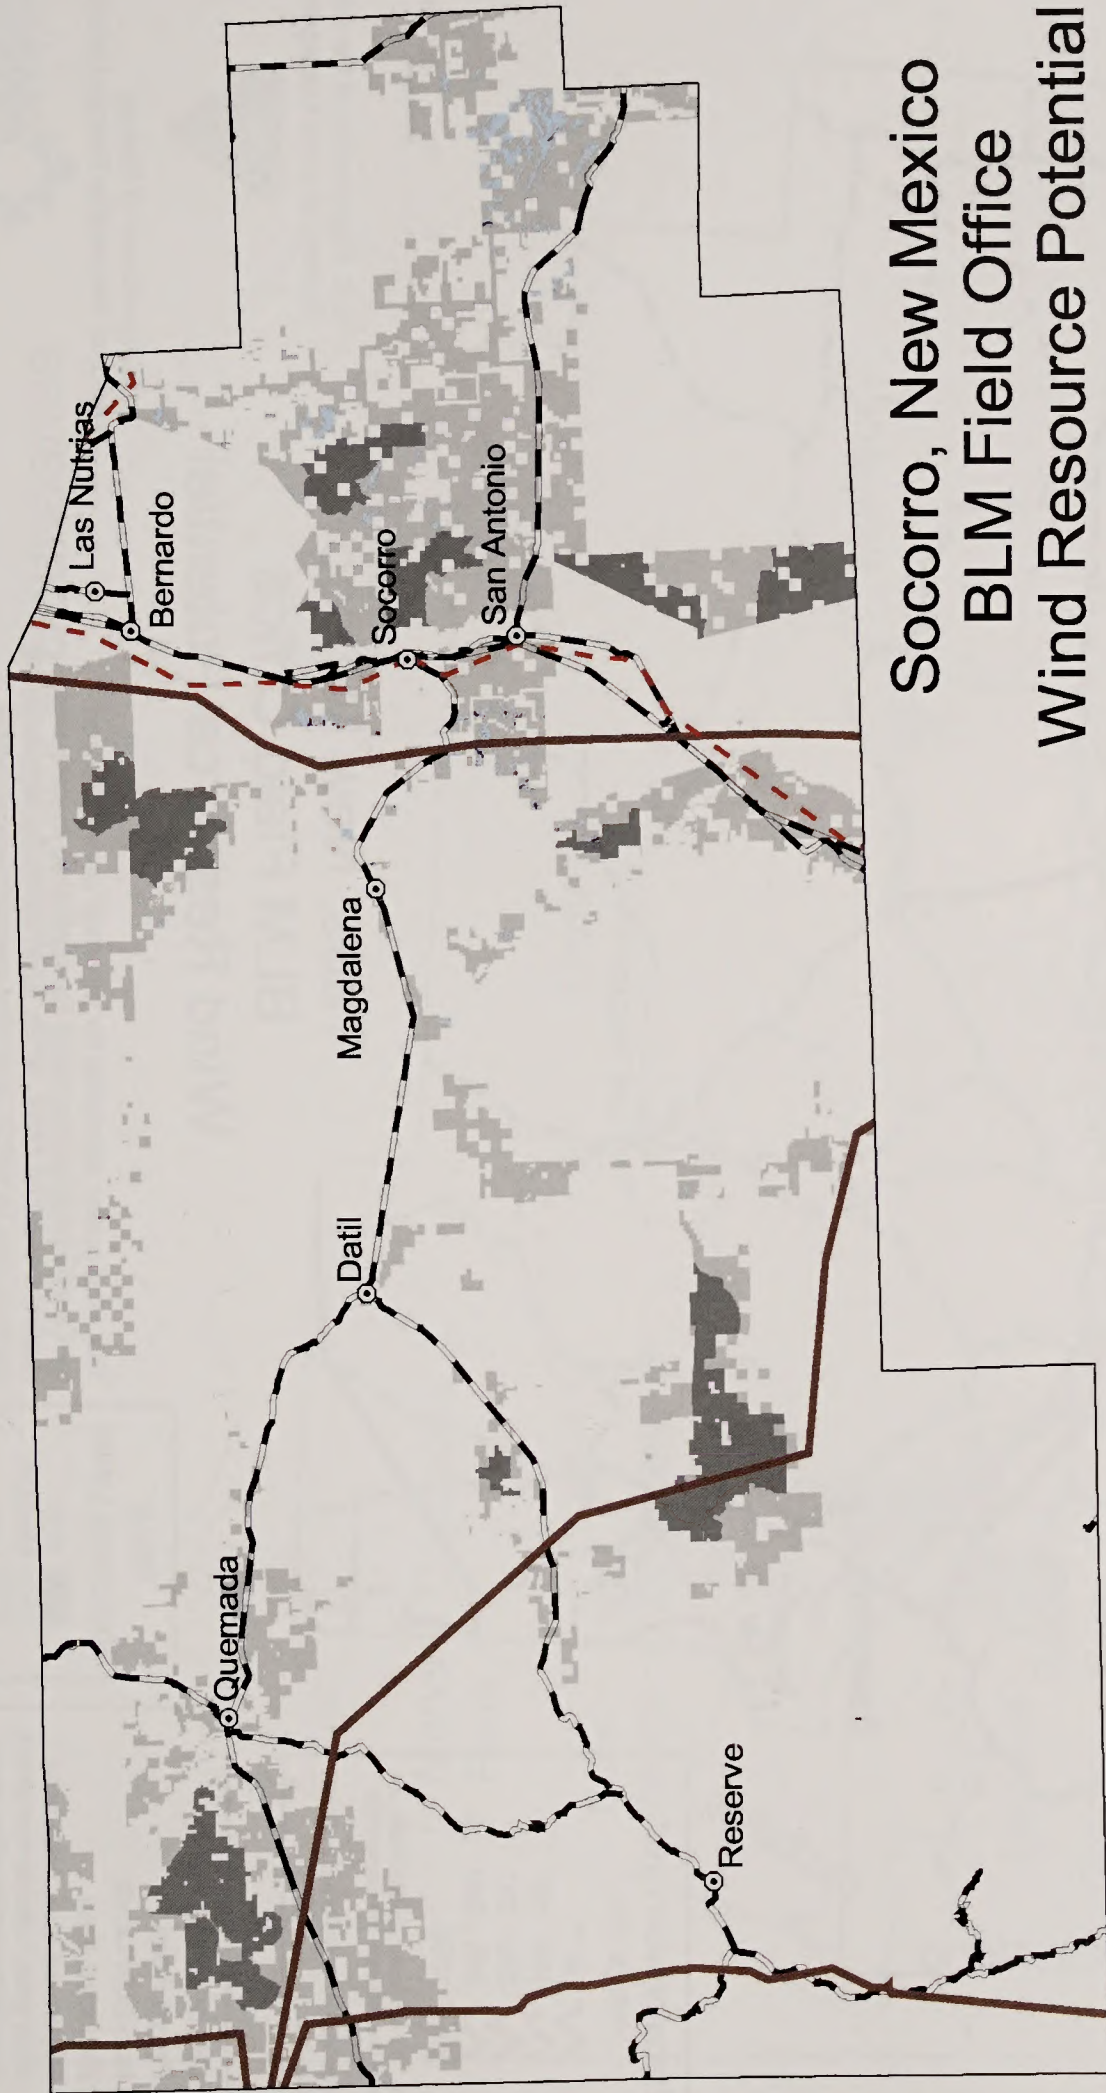 Las Nutrias
Bernardo
Socorro
San Antonio
Magdalena
Datil
Quemada
Reserve
Socorro, New Mexico
BLM Field Office
Wind Resource Potential